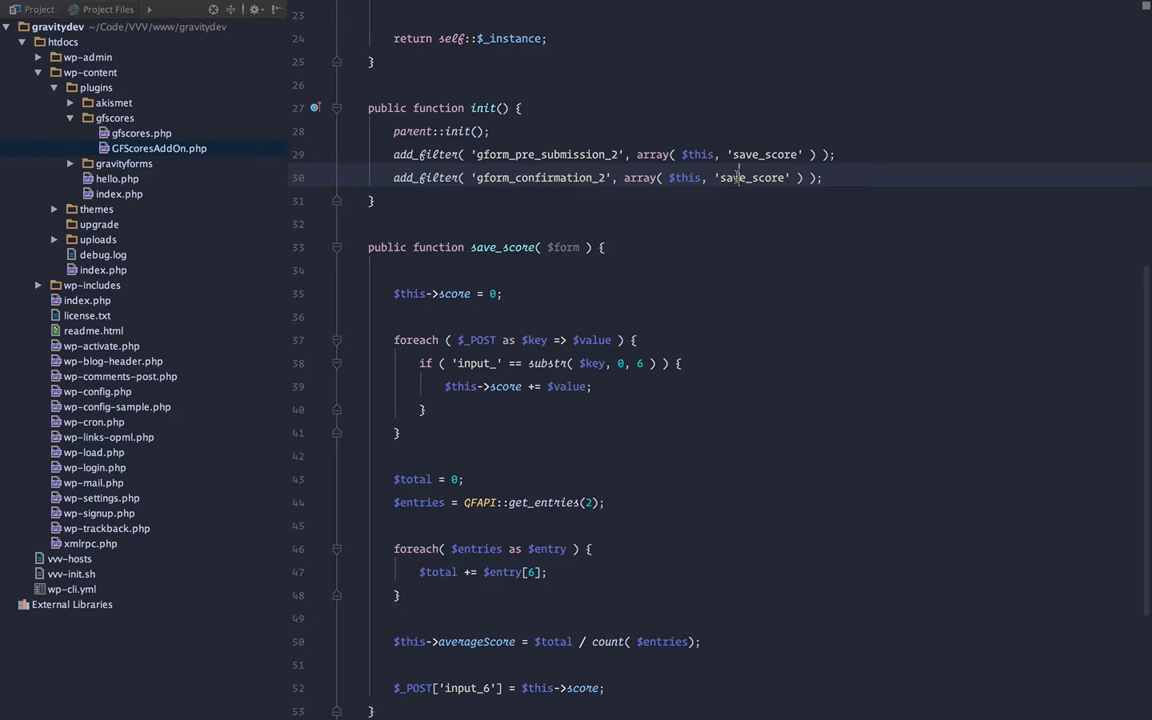 Project Project Files
gravitydev ~/Code/VVV/www/gravitydev
htdocs
wp-admin
wp-content
plugins
akismet
gfscores
gfscores.php
GFScoresAddOn.php
gravityforms
hello.php
index.php
themes
upgrade
uploads
debug.log
index.php
wp-includes
index.php
license.txt
readme.html
wp-activate.php
wp-blog-header.php
wp-comments-post.php
wp-config.php
wp-config-sample.php
wp-cron.php
wp-links-opml.php
wp-load.php
wp-login.php
wp-mail.php
wp-settings.php
wp-signup.php
wp-trackback.php
xmlrpc.php
vvv-hosts
vvv-init.sh
wp-cli.yml
External Libraries
23
24 return self::$_instance;
25 }
26
27 public function init() {
28 parent::init();
29 add_filter( 'gform_pre_submission_2', array( $this, 'save_score' ) );
30 add_filter( 'gform_confirmation_2', array( $this, 'save_score' ) );
31 }
32
33 public function save_score( $form ) {
34
35 $this->score = 0;
36
37 foreach ( $_POST as $key => $value ) {
38 if ( 'input_' == substr( $key, 0, 6 ) ) {
39 $this->score += $value;
40 }
41 }
42
43 $total = 0;
44 $entries = GFAPI::get_entries(2);
45
46 foreach( $entries as $entry ) {
47 $total += $entry[6];
48 }
49
50 $this->averageScore = $total / count( $entries);
51
52 $_POST['input_6'] = $this->score;
53 }